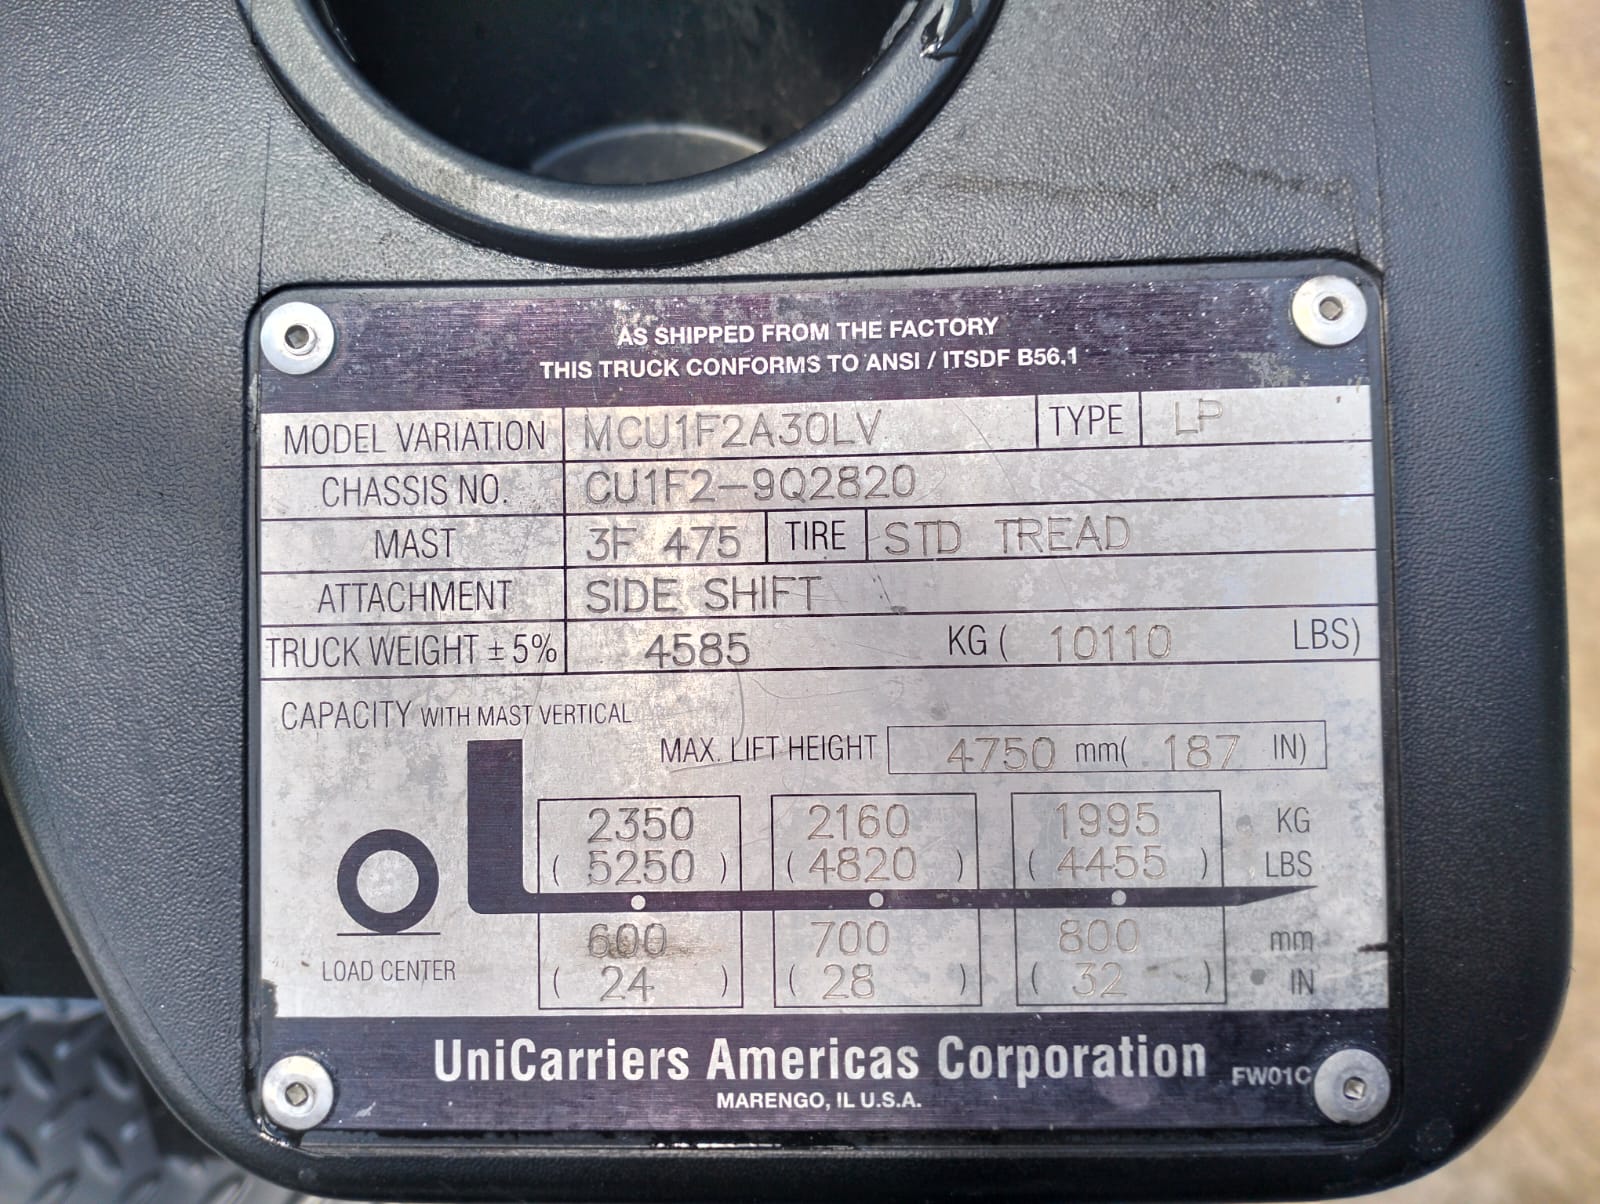 AS SHIPPED FROM THE FACTORY
THIS TRUCK CONFORMS TO ANSI / ITSDF B56.1
MODEL VARIATION MCU1F2A30LV TYPE LP
CHASSIS NO. CU1F2-9Q2820
MAST 3F 475 TIRE STD TREAD
ATTACHMENT SIDE SHIFT
TRUCK WEIGHT ± 5% 4585 KG ( 10110 LBS)
CAPACITY WITH MAST VERTICAL
MAX. LIFT HEIGHT 4750 mm( 187 IN)
2350 2160 1995 KG
( 5250 ) ( 4820 ) ( 4455 ) LBS
600 700 800 mm
LOAD CENTER ( 24 ) ( 28 ) ( 32 ) IN
UniCarriers Americas Corporation FW01C
MARENGO, IL U.S.A.